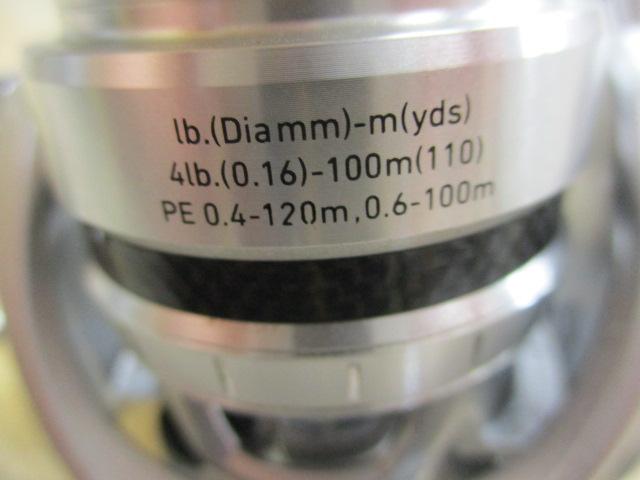 lb.(Diamm)-m(yds)
4lb.(0.16)-100m(110)
PE 0.4-120m,0.6-100m